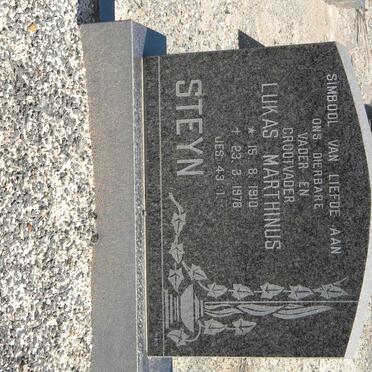 SIMBOOL VAN LIEFDE AAN
ONS DIERBARE
VADER EN
GROOTVADER
LUKAS MARTHINUS
★ 15. 8. 1910
† 23. 3. 1978
STEYN
JES. 43:1